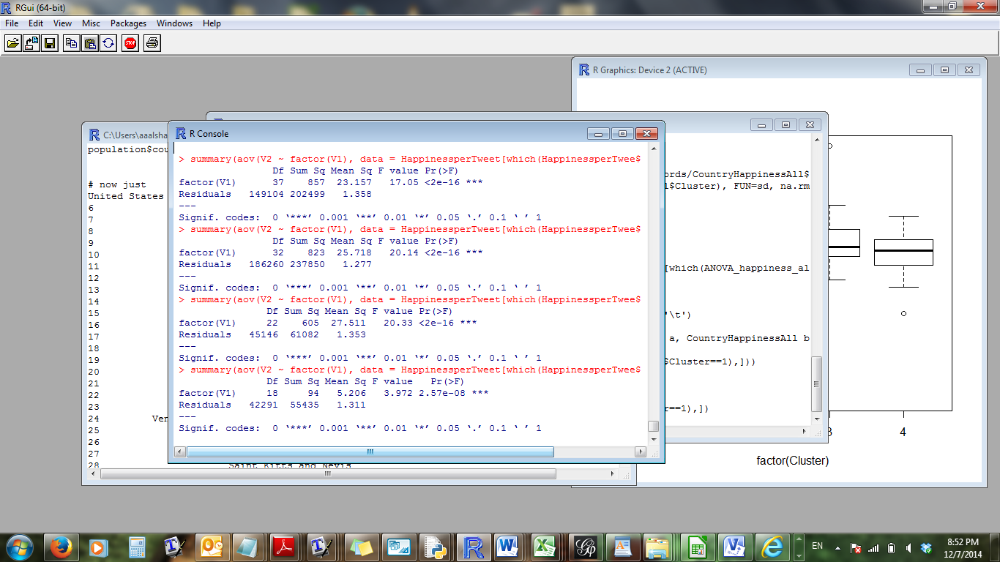 RGui (64-bit)
File Edit View Misc Packages Windows Help
R Graphics: Device 2 (ACTIVE)
C:\Users\aaalsha
population$cou
# now just
United States
6
7
8
9
10
11
12
13
14
15
16
17
18
19
20
21
22
23
24 Ven
25
26
27
28 Saint Kitts and Nevis
R Console
> summary(aov(V2 ~ factor(V1), data = HappinessperTweet[which(HappinessperTwee$
Df Sum Sq Mean Sq F value Pr(>F)
factor(V1) 37 857 23.157 17.05 <2e-16 ***
Residuals 149104 202499 1.358
---
Signif. codes: 0 ‘***’ 0.001 ‘**’ 0.01 ‘*’ 0.05 ‘.’ 0.1 ‘ ’ 1
> summary(aov(V2 ~ factor(V1), data = HappinessperTweet[which(HappinessperTwee$
Df Sum Sq Mean Sq F value Pr(>F)
factor(V1) 32 823 25.718 20.14 <2e-16 ***
Residuals 186260 237850 1.277
---
Signif. codes: 0 ‘***’ 0.001 ‘**’ 0.01 ‘*’ 0.05 ‘.’ 0.1 ‘ ’ 1
> summary(aov(V2 ~ factor(V1), data = HappinessperTweet[which(HappinessperTwee$
Df Sum Sq Mean Sq F value Pr(>F)
factor(V1) 22 605 27.511 20.33 <2e-16 ***
Residuals 45146 61082 1.353
---
Signif. codes: 0 ‘***’ 0.001 ‘**’ 0.01 ‘*’ 0.05 ‘.’ 0.1 ‘ ’ 1
> summary(aov(V2 ~ factor(V1), data = HappinessperTweet[which(HappinessperTwee$
Df Sum Sq Mean Sq F value Pr(>F)
factor(V1) 18 94 5.206 3.972 2.57e-08 ***
Residuals 42291 55435 1.311
---
Signif. codes: 0 ‘***’ 0.001 ‘**’ 0.01 ‘*’ 0.05 ‘.’ 0.1 ‘ ’ 1
ords/CountryHappinessAll$
l$Cluster), FUN=sd, na.rm
[which(ANOVA_happiness_al
'\t')
a, CountryHappinessAll b
$Cluster==1),]))
r==1),])
3 4
factor(Cluster)
EN
8:52 PM
12/7/2014